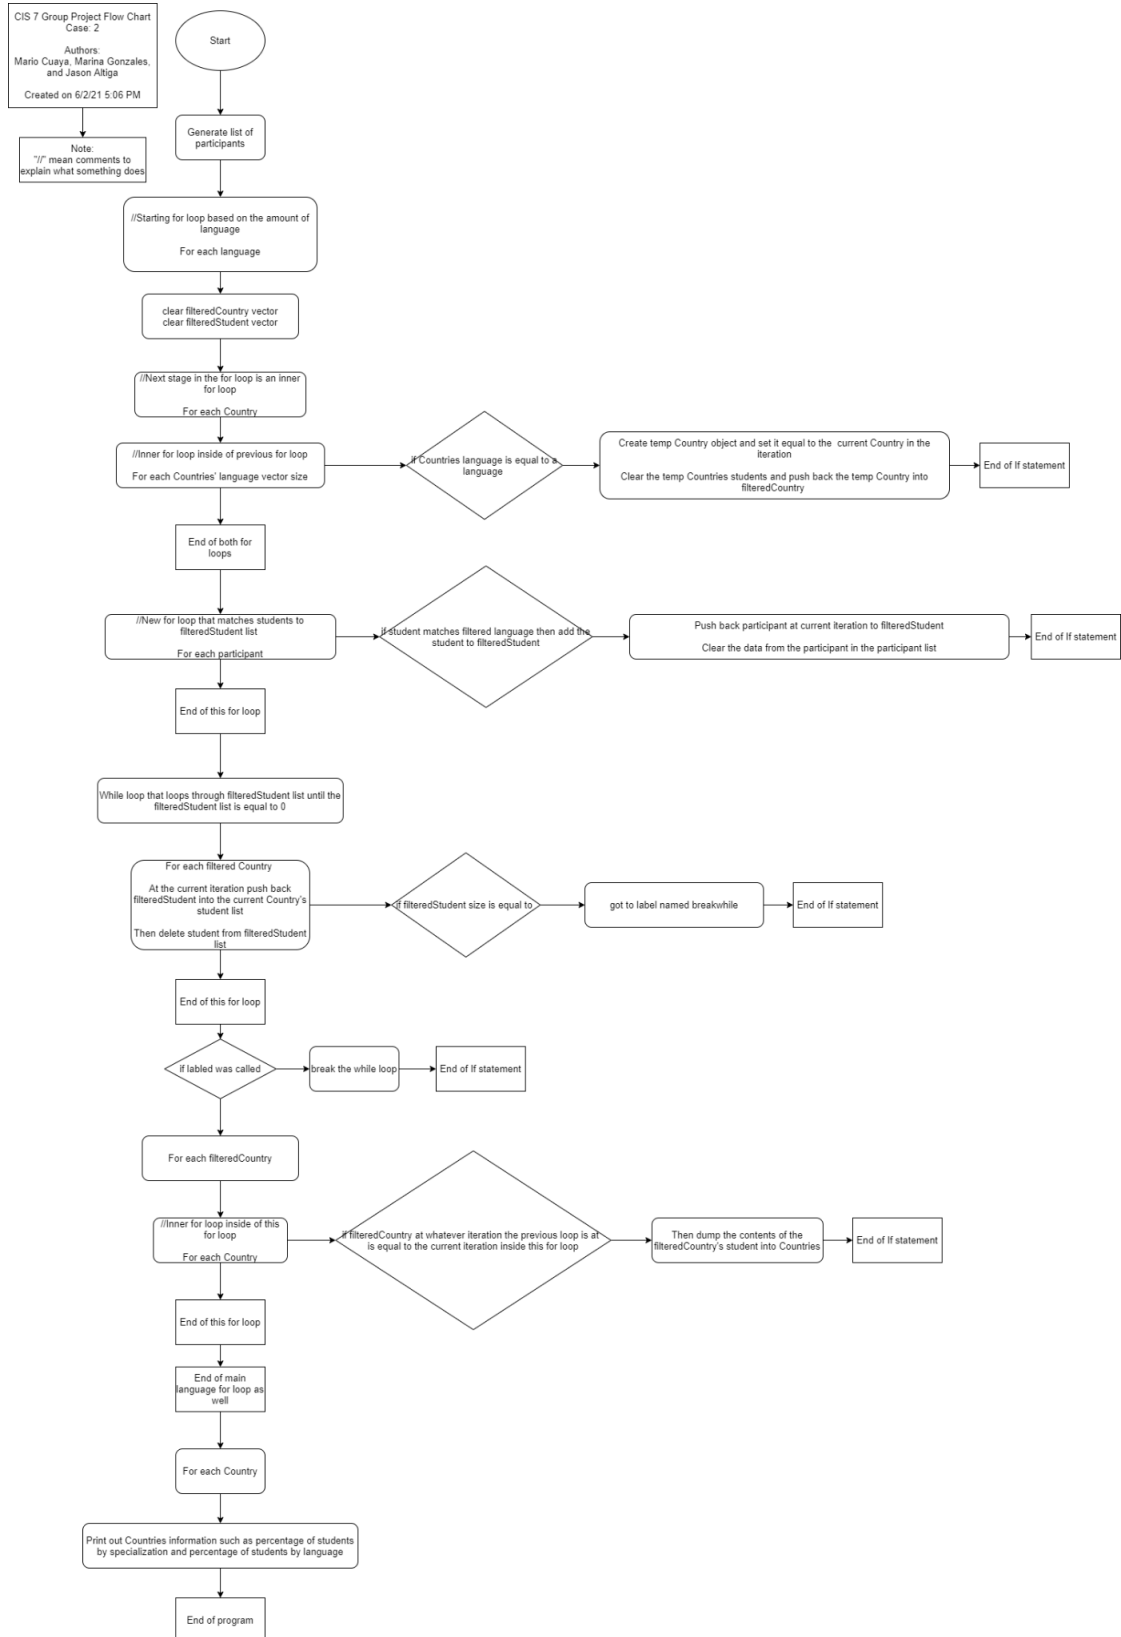 CIS 7 Group Project Flow Chart
Case: 2
Authors:
Mario Cuaya, Marina Gonzales,
and Jason Altiga
Created on 6/2/21 5:06 PM
Note:
"//" mean comments to
explain what something does
Start
Generate list of
participants
//Starting for loop based on the amount of
language
For each language
clear filteredCountry vector
clear filteredStudent vector
//Next stage in the for loop is an inner
for loop
For each Country
//Inner for loop inside of previous for loop
For each Countries' language vector size
if Countries language is equal to a
language
Create temp Country object and set it equal to the current Country in the
iteration
Clear the temp Countries students and push back the temp Country into
filteredCountry
End of If statement
End of both for
loops
//New for loop that matches students to
filteredStudent list
For each participant
if student matches filtered language then add the
student to filteredStudent
Push back participant at current iteration to filteredStudent
Clear the data from the participant in the participant list
End of If statement
End of this for loop
While loop that loops through filteredStudent list until the
filteredStudent list is equal to 0
For each filtered Country
At the current iteration push back
filteredStudent into the current Country's
student list
Then delete student from filteredStudent
list
if filteredStudent size is equal to
got to label named breakwhile
End of If statement
End of this for loop
if labled was called
break the while loop
End of If statement
For each filteredCountry
//Inner for loop inside of this
for loop
For each Country
if filteredCountry at whatever iteration the previous loop is at
is equal to the current iteration inside this for loop
Then dump the contents of the
filteredCountry's student into Countries
End of If statement
End of this for loop
End of main
language for loop as
well
For each Country
Print out Countries information such as percentage of students
by specialization and percentage of students by language
End of program